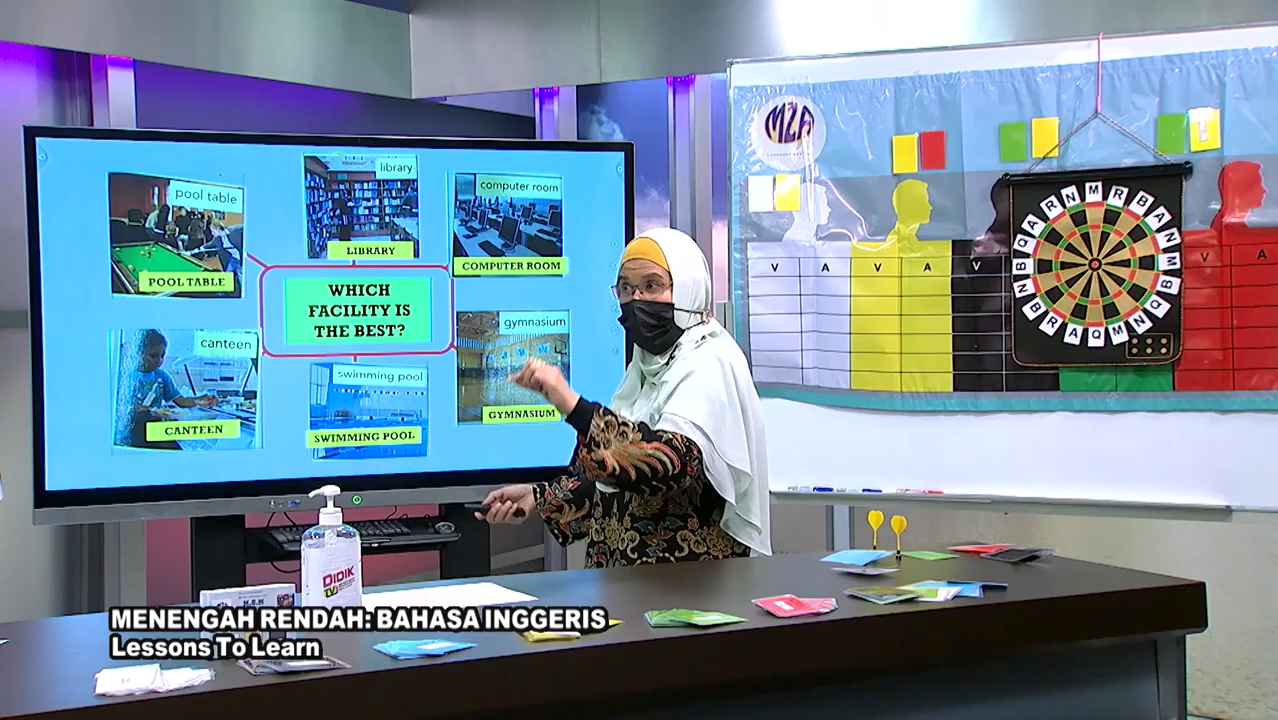 pool table
POOL TABLE
library
LIBRARY
computer room
COMPUTER ROOM
WHICH
FACILITY IS
THE BEST?
canteen
CANTEEN
swimming pool
SWIMMING POOL
gymnasium
GYMNASIUM
MZA
V A V A V V A
N M R B A N M B Q N M Q A R B N B Q A R
DIDIK
TV
MENENGAH RENDAH: BAHASA INGGERIS
Lessons To Learn